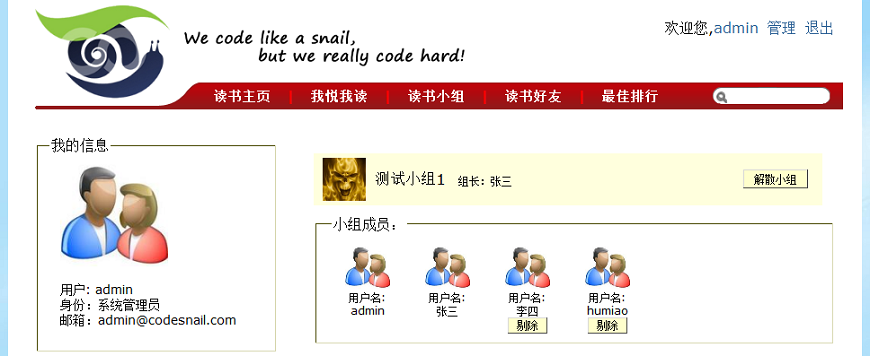 We code like a snail,
but we really code hard!
欢迎您,admin 管理 退出
读书主页 | 我悦我读 | 读书小组 | 读书好友 | 最佳排行
我的信息
用户: admin
身份: 系统管理员
邮箱: admin@codesnail.com
测试小组1 组长: 张三 解散小组
小组成员:
用户名: 用户名: 用户名: 用户名:
admin 张三 李四 humiao
剔除 剔除